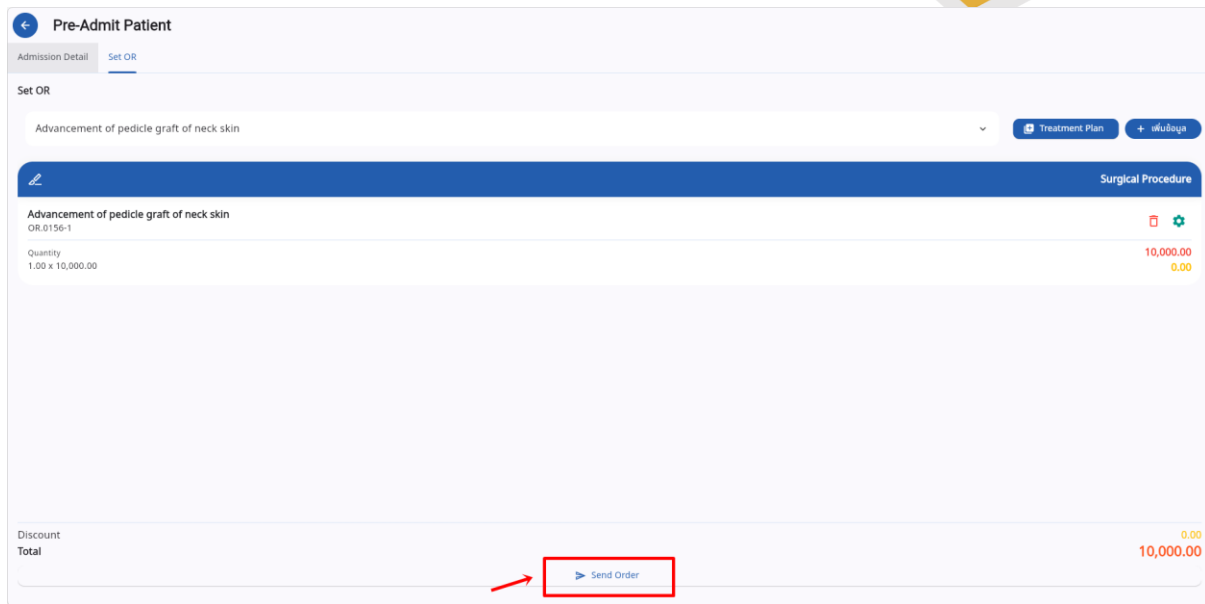 Pre-Admit Patient
Admission Detail Set OR
Set OR
Advancement of pedicle graft of neck skin Treatment Plan + เพิ่มข้อมูล
Surgical Procedure
Advancement of pedicle graft of neck skin
OR.0156-1
Quantity 10,000.00
1.00 x 10,000.00 0.00
Discount 0.00
Total 10,000.00
Send Order